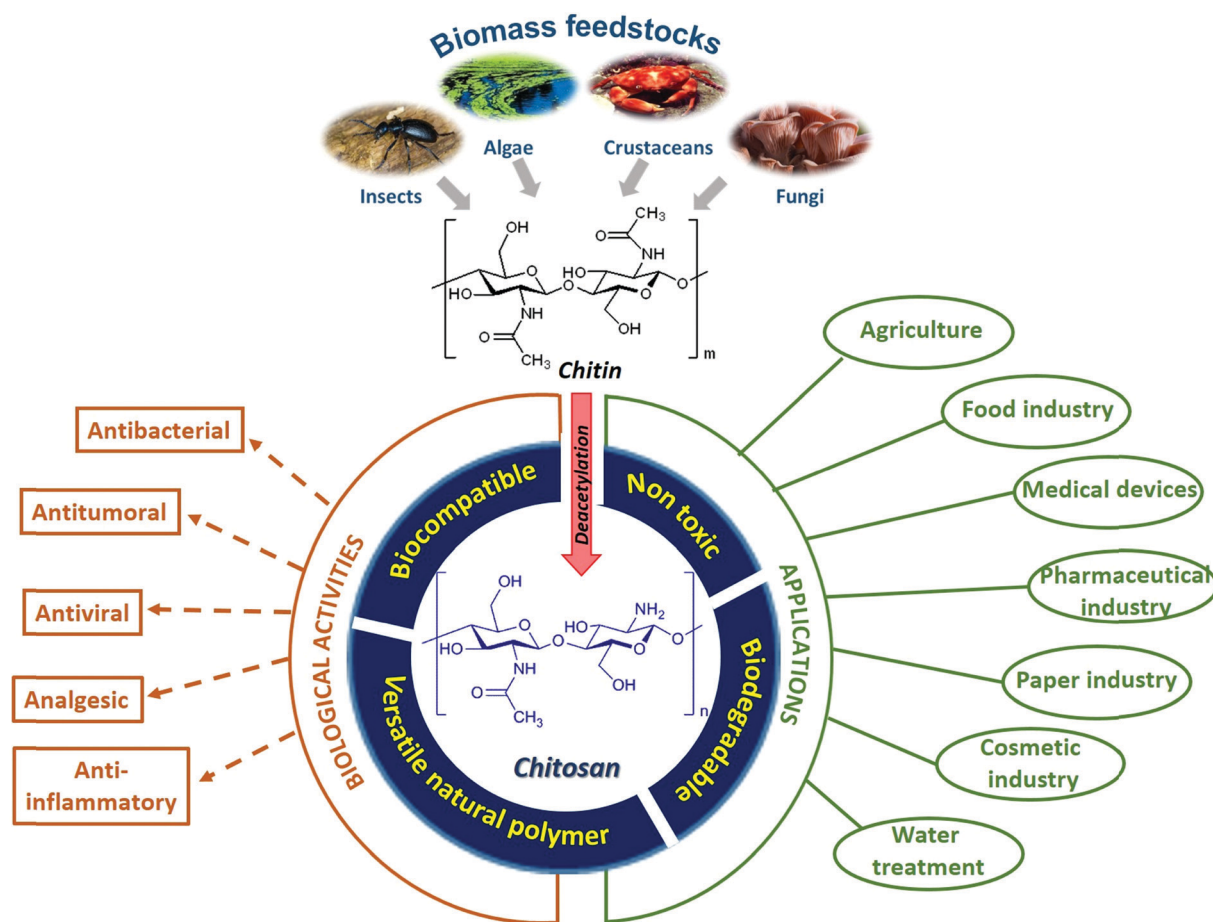 Biomass feedstocks
Algae
Crustaceans
Insects
Fungi
CH₃
O
OH
NH
O
HO
O
O
HO
O
O
NH
OH
O
CH₃
m
Chitin
Deacetylation
Biocompatible
Non toxic
Biodegradable
Versatile natural polymer
OH
NH₂
O
HO
O
O
HO
O
O
NH
OH
O
CH₃
n
Chitosan
BIOLOGICAL ACTIVITIES
Antibacterial
Antitumoral
Antiviral
Analgesic
Anti-
inflammatory
APPLICATIONS
Agriculture
Food industry
Medical devices
Pharmaceutical
industry
Paper industry
Cosmetic
industry
Water
treatment